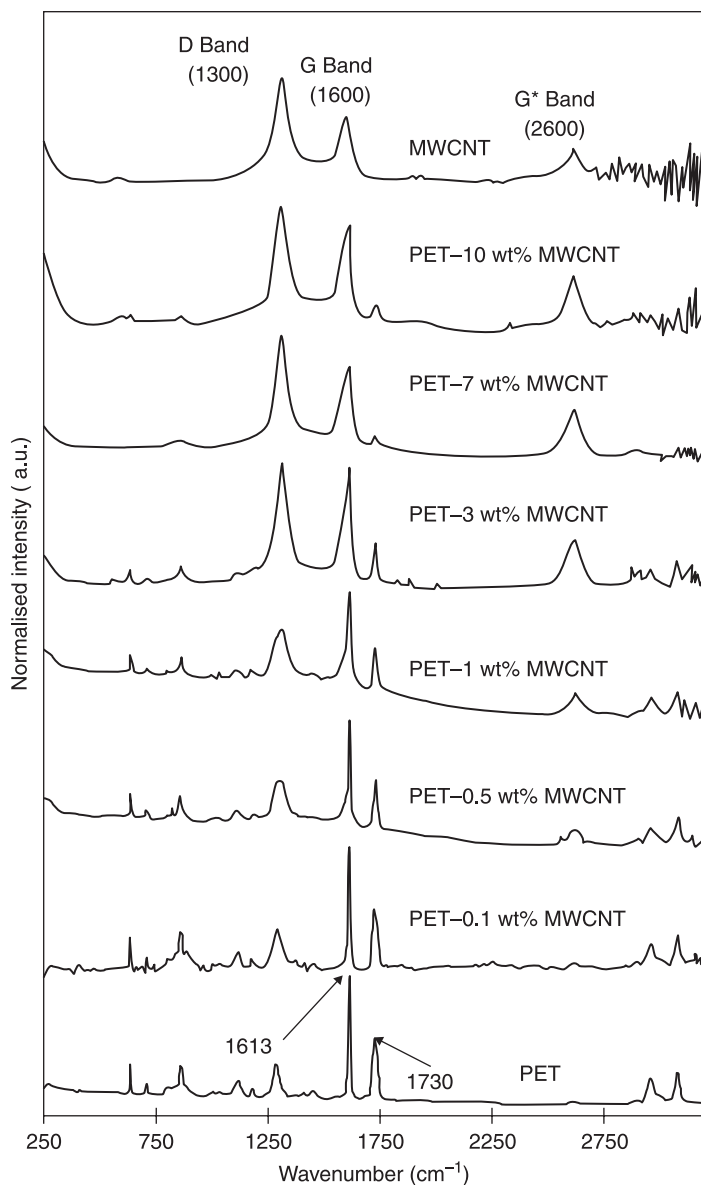 D Band
(1300)
G Band
(1600)
G* Band
(2600)
MWCNT
PET–10 wt% MWCNT
PET–7 wt% MWCNT
PET–3 wt% MWCNT
PET–1 wt% MWCNT
PET–0.5 wt% MWCNT
PET–0.1 wt% MWCNT
1613
1730
PET
Normalised intensity ( a.u.)
250 750 1250 1750 2250 2750
Wavenumber (cm⁻¹)